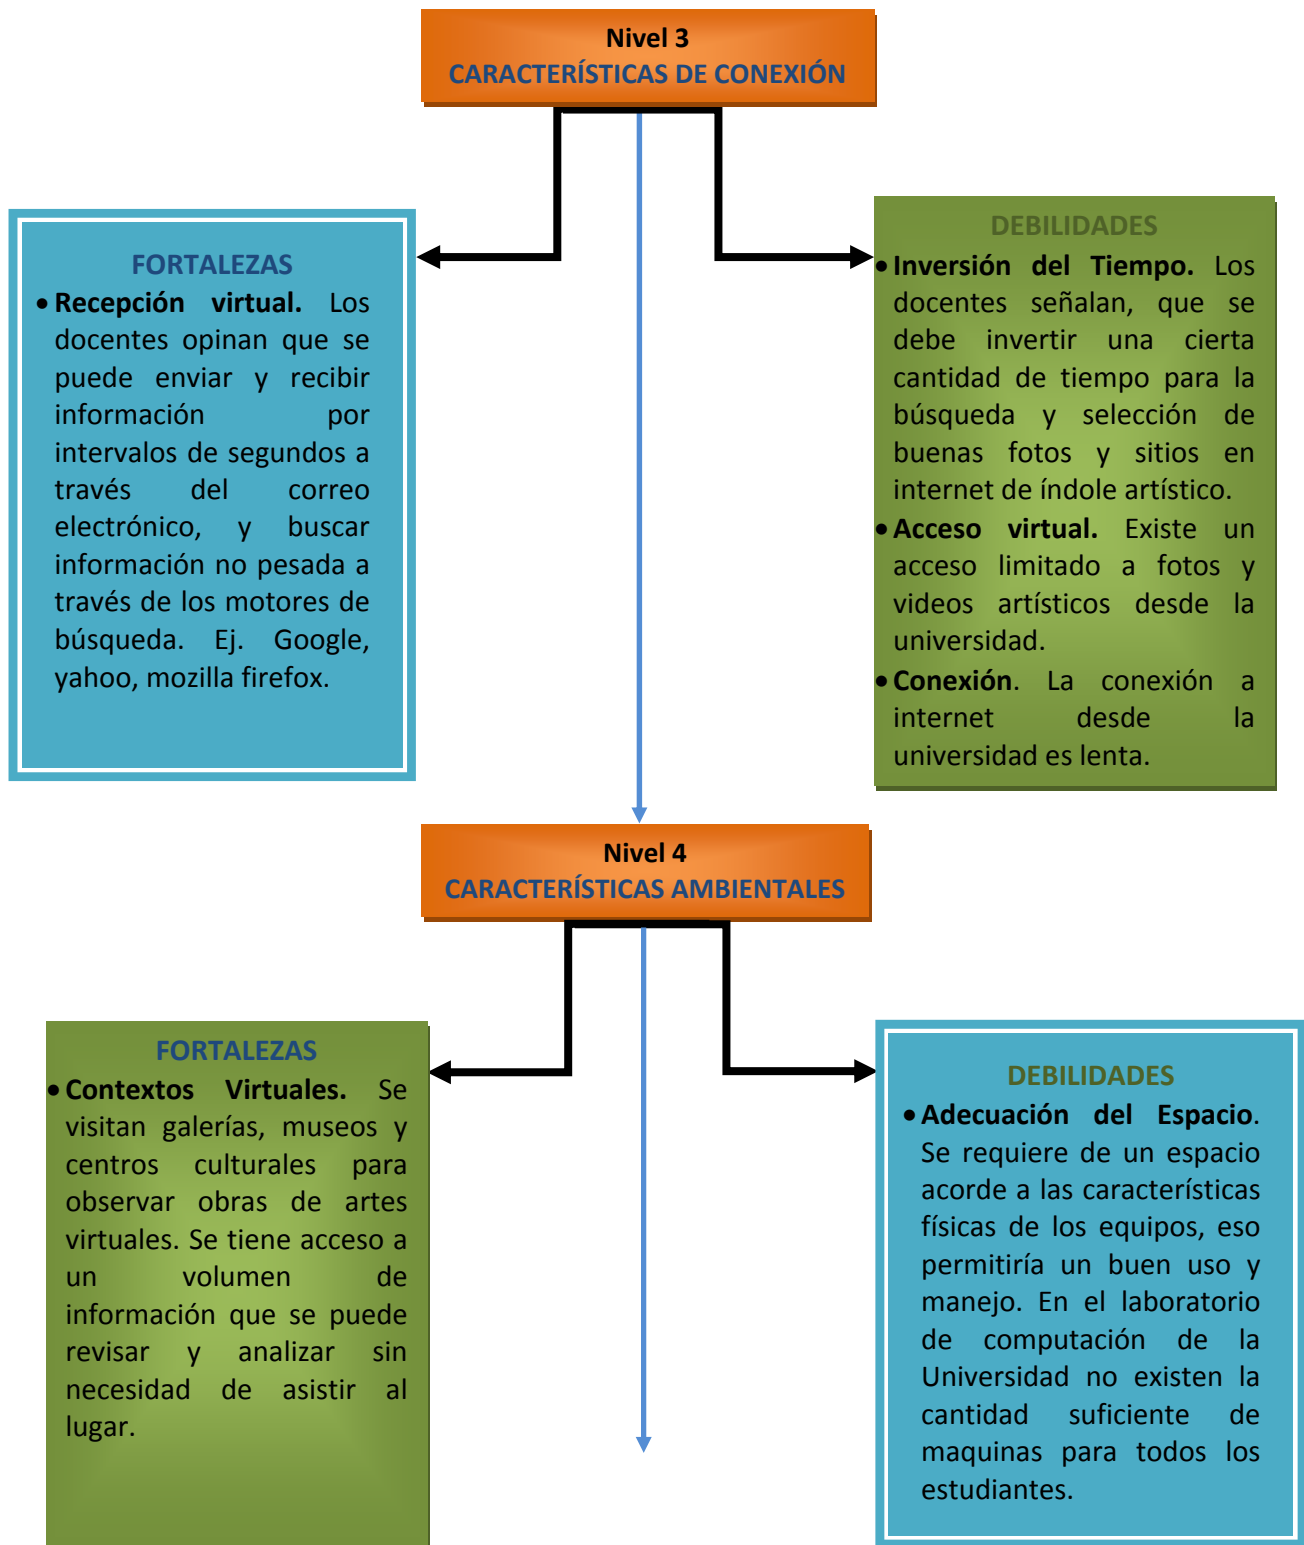 Nivel 3
CARACTERÍSTICAS DE CONEXIÓN
FORTALEZAS
• Recepción virtual. Los
docentes opinan que se
puede enviar y recibir
información por
intervalos de segundos a
través del correo
electrónico, y buscar
información no pesada a
través de los motores de
búsqueda. Ej. Google,
yahoo, mozilla firefox.
DEBILIDADES
• Inversión del Tiempo. Los
docentes señalan, que se
debe invertir una cierta
cantidad de tiempo para la
búsqueda y selección de
buenas fotos y sitios en
internet de índole artístico.
• Acceso virtual. Existe un
acceso limitado a fotos y
videos artísticos desde la
universidad.
• Conexión. La conexión a
internet desde la
universidad es lenta.
Nivel 4
CARACTERÍSTICAS AMBIENTALES
FORTALEZAS
• Contextos Virtuales. Se
visitan galerías, museos y
centros culturales para
observar obras de artes
virtuales. Se tiene acceso a
un volumen de
información que se puede
revisar y analizar sin
necesidad de asistir al
lugar.
DEBILIDADES
• Adecuación del Espacio.
Se requiere de un espacio
acorde a las características
físicas de los equipos, eso
permitiría un buen uso y
manejo. En el laboratorio
de computación de la
Universidad no existen la
cantidad suficiente de
maquinas para todos los
estudiantes.